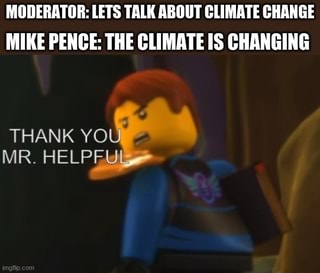 MODERATOR: LETS TALK ABOUT CLIMATE CHANGE
MIKE PENCE: THE CLIMATE IS CHANGING
THANK YOU
MR. HELPFUL
imgflip.com